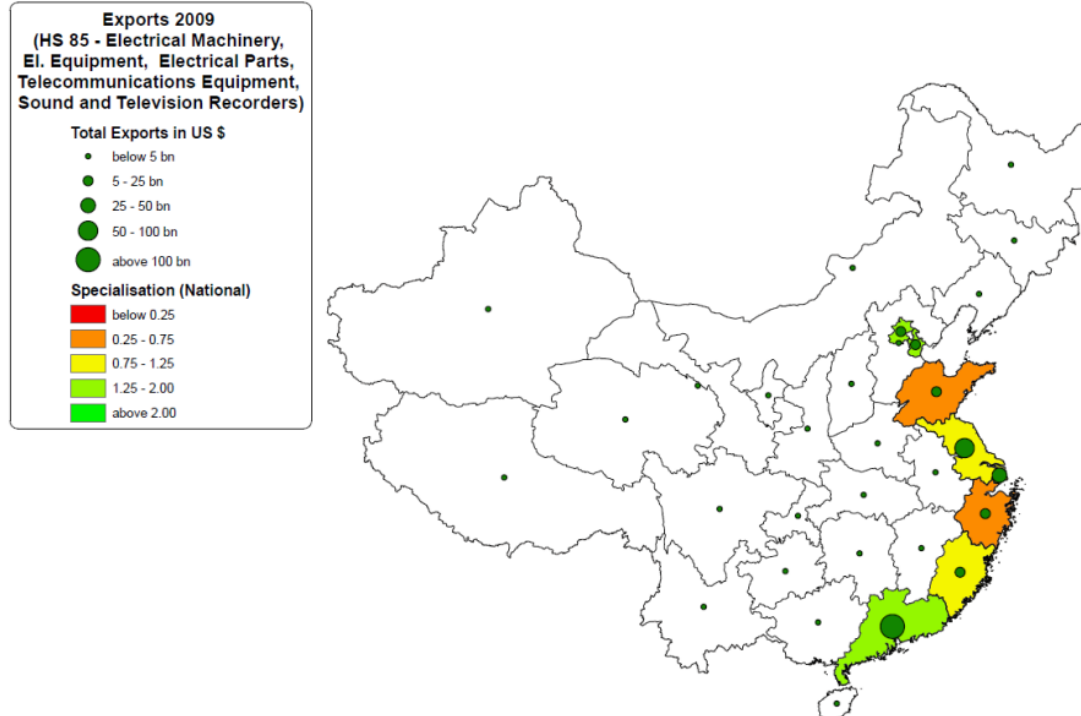 Exports 2009
(HS 85 - Electrical Machinery,
El. Equipment, Electrical Parts,
Telecommunications Equipment,
Sound and Television Recorders)
Total Exports in US $
below 5 bn
5 - 25 bn
25 - 50 bn
50 - 100 bn
above 100 bn
Specialisation (National)
below 0.25
0.25 - 0.75
0.75 - 1.25
1.25 - 2.00
above 2.00